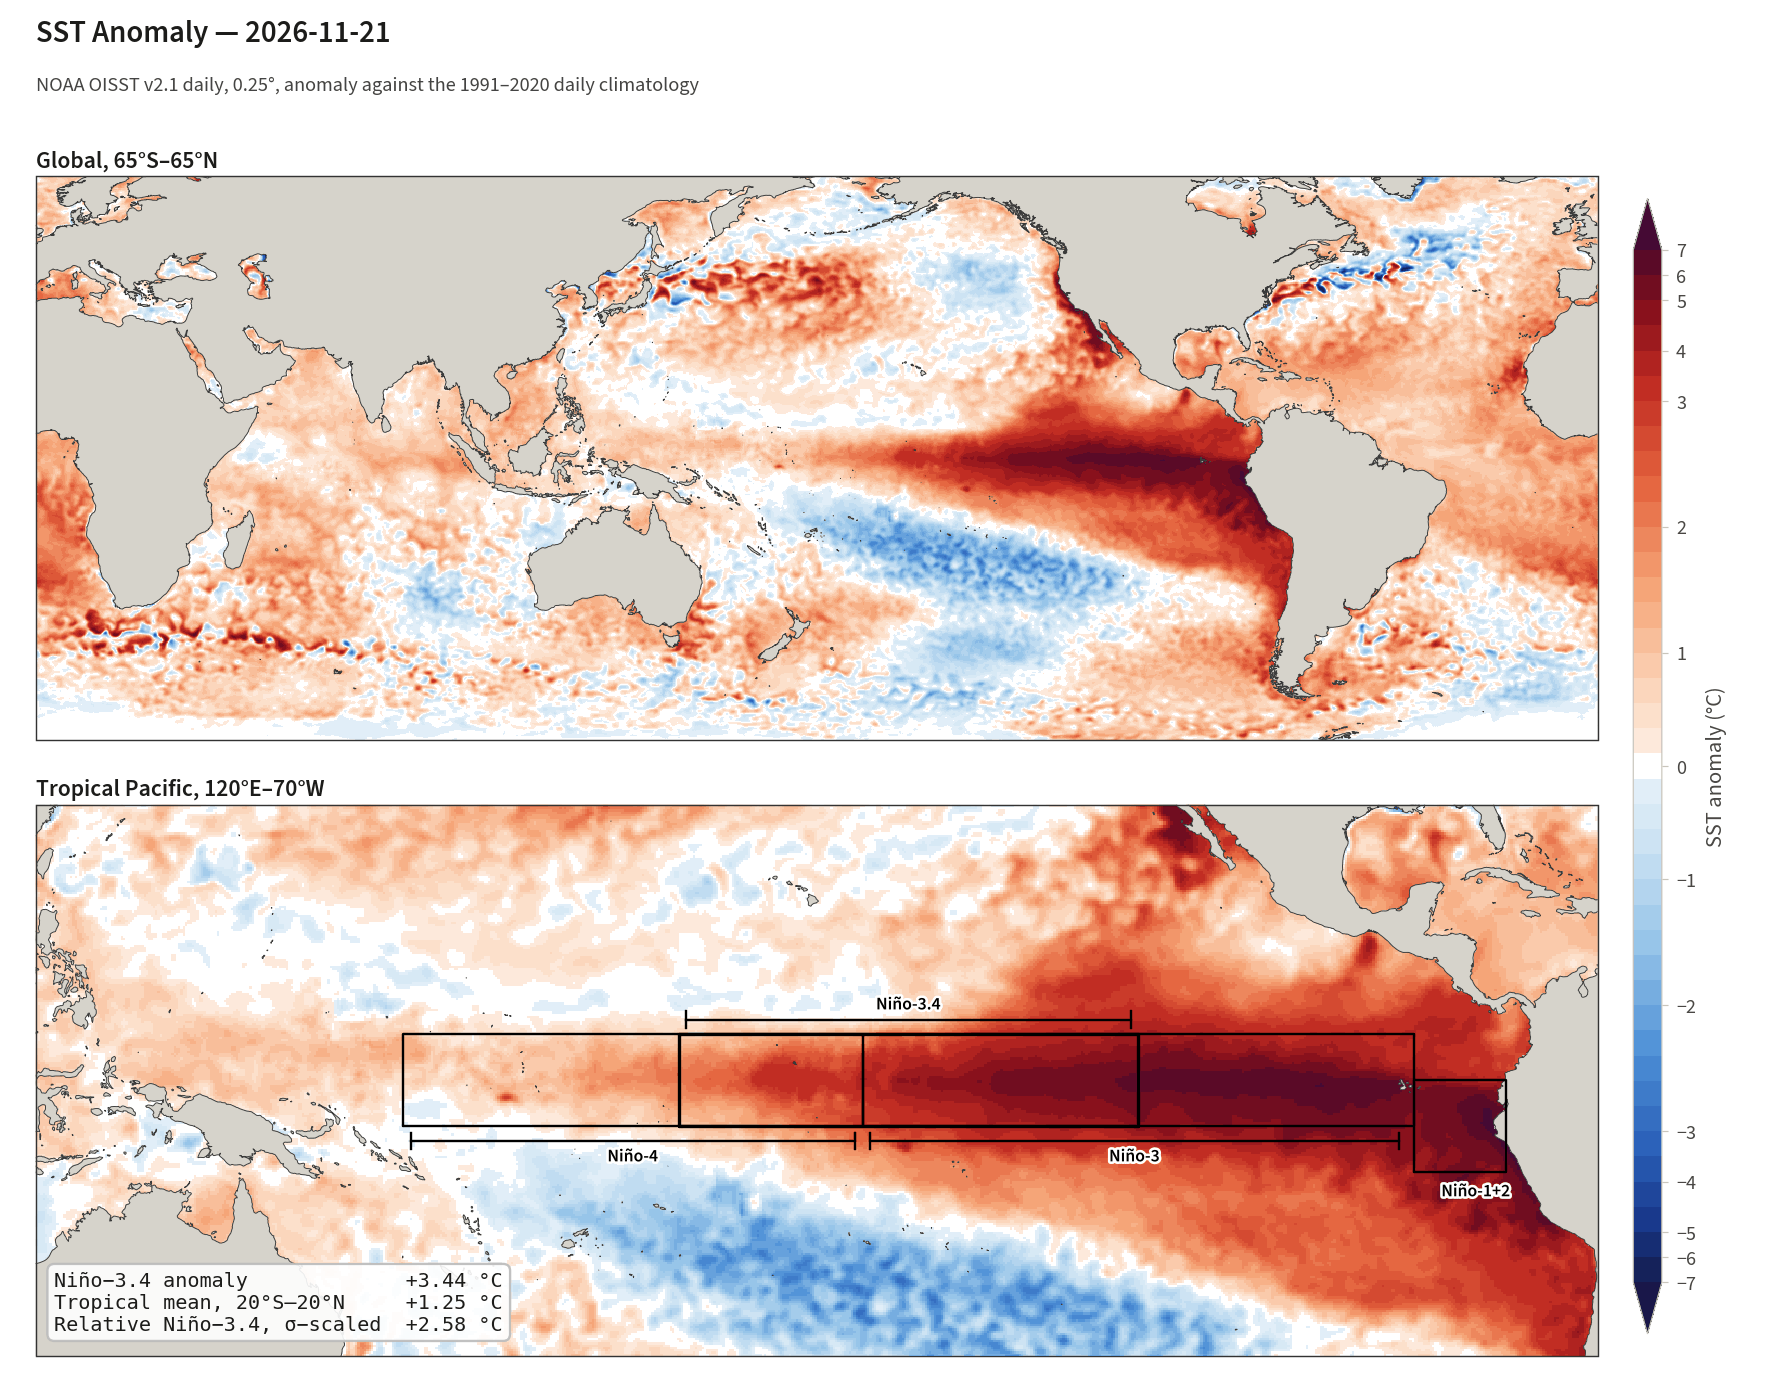 SST Anomaly — 2026-11-21
NOAA OISST v2.1 daily, 0.25°, anomaly against the 1991–2020 daily climatology
Global, 65°S–65°N
7
6
5
4
3
2
1
0
−1
−2
−3
−4
−5
−6
−7
SST anomaly (°C)
Tropical Pacific, 120°E–70°W
Niño-3.4
Niño-4
Niño-3
Niño-1+2
Niño−3.4 anomaly +3.44 °C
Tropical mean, 20°S–20°N +1.25 °C
Relative Niño−3.4, σ−scaled +2.58 °C